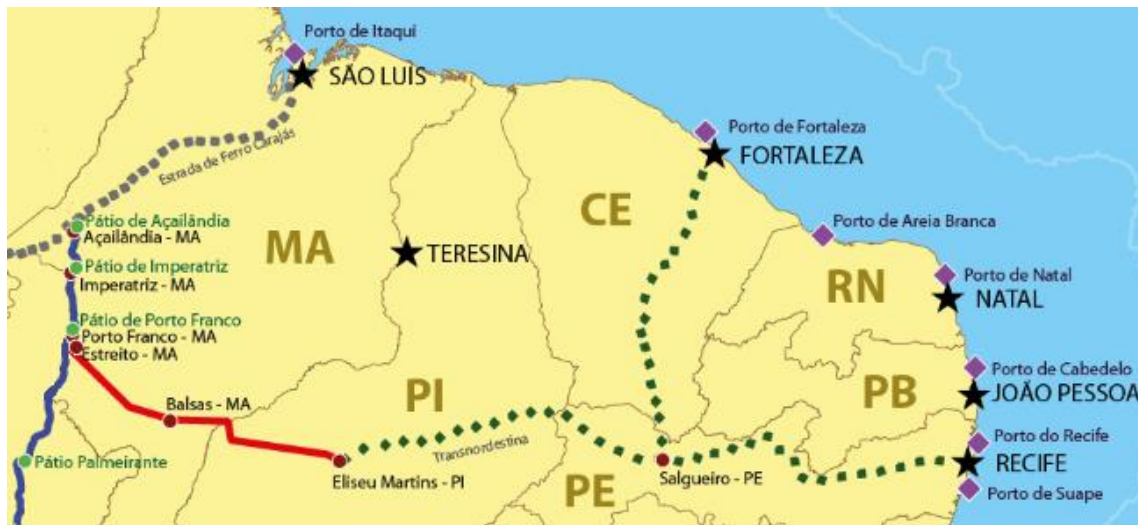 Porto de Itaqui
SÃO LUIS
Estrada de Ferro Carajás
Porto de Fortaleza
FORTALEZA
CE
Pátio de Açailândia
Açailândia - MA
MA
TERESINA
Porto de Areia Branca
Pátio de Imperatriz
Imperatriz - MA
RN
Porto de Natal
NATAL
Pátio de Porto Franco
Porto Franco - MA
Estreito - MA
Porto de Cabedelo
JOÃO PESSOA
PB
PI
Balsas - MA
Transnordestina
Porto do Recife
RECIFE
Pátio Palmeirante
Eliseu Martins - PI
Salgueiro - PE
PE
Porto de Suape